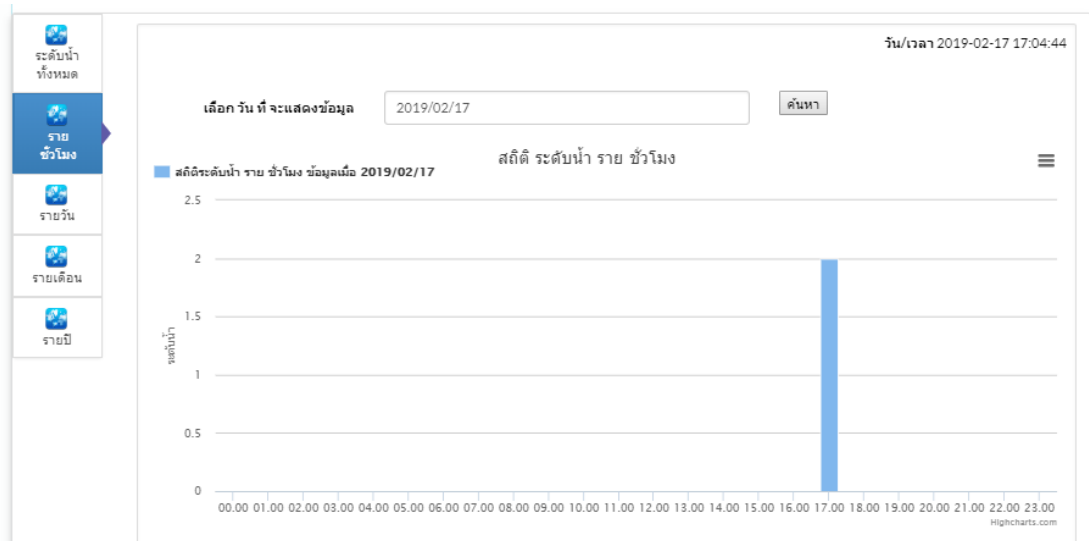 ระดับน้ำ
ทั้งหมด
ราย
ชั่วโมง
รายวัน
รายเดือน
รายปี
วัน/เวลา 2019-02-17 17:04:44
เลือก วัน ที่ จะแสดงข้อมูล 2019/02/17 ค้นหา
สถิติ ระดับน้ำ ราย ชั่วโมง
สถิติระดับน้ำ ราย ชั่วโมง ข้อมูลเมื่อ 2019/02/17
2.5
2
1.5
1
0.5
0
ระดับน้ำ
00.00 01.00 02.00 03.00 04.00 05.00 06.00 07.00 08.00 09.00 10.00 11.00 12.00 13.00 14.00 15.00 16.00 17.00 18.00 19.00 20.00 21.00 22.00 23.00
Highcharts.com